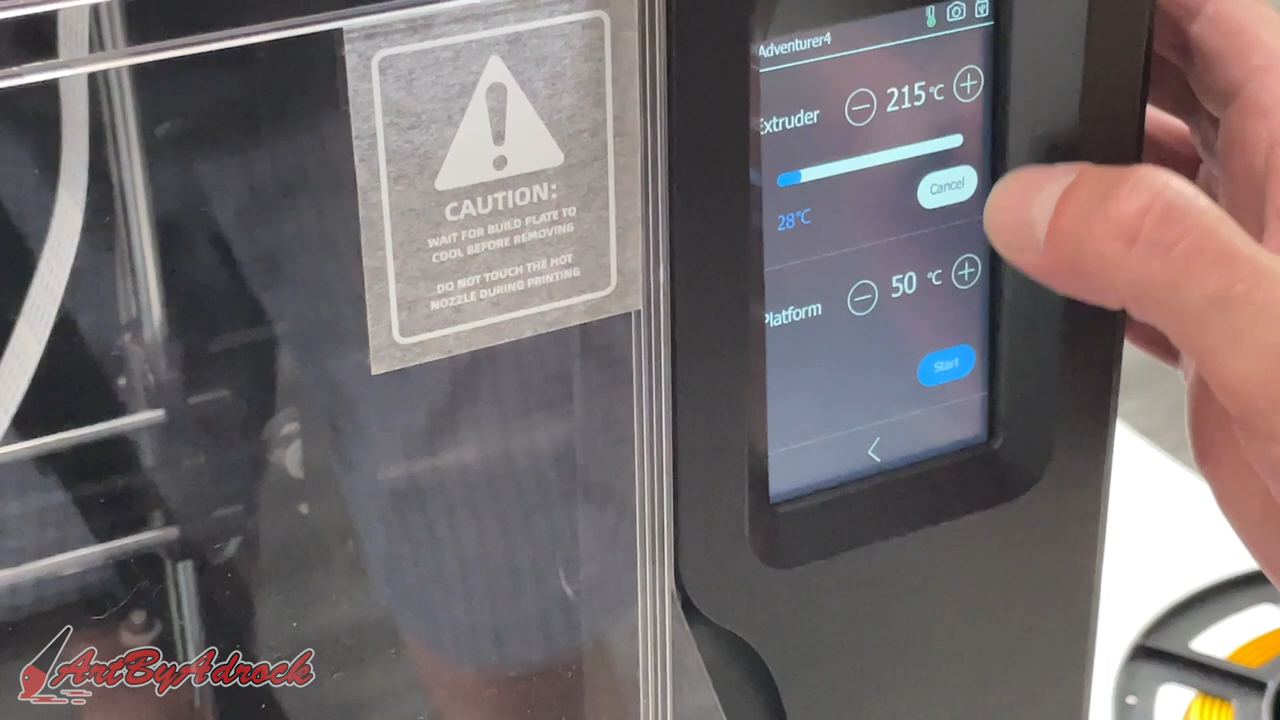 Adventurer4
Extruder
215°C
Cancel
28°C
Platform
50 °C
Start
CAUTION:
WAIT FOR BUILD PLATE TO
COOL BEFORE REMOVING
DO NOT TOUCH THE HOT
NOZZLE DURING PRINTING
ArtByAdrock